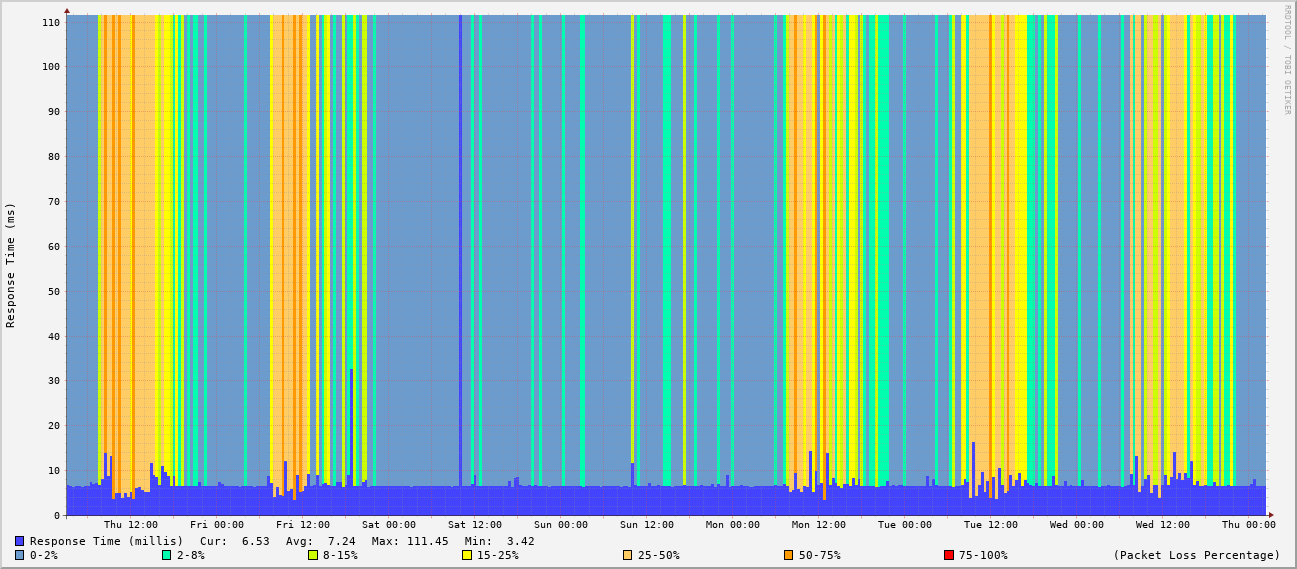 RRDTOOL / TOBI OETIKER
Response Time (ms)
110
100
90
80
70
60
50
40
30
20
10
0
Thu 12:00 Fri 00:00 Fri 12:00 Sat 00:00 Sat 12:00 Sun 00:00 Sun 12:00 Mon 00:00 Mon 12:00 Tue 00:00 Tue 12:00 Wed 00:00 Wed 12:00 Thu 00:00
Response Time (millis) Cur: 6.53 Avg: 7.24 Max: 111.45 Min: 3.42
0-2% 2-8% 8-15% 15-25% 25-50% 50-75% 75-100% (Packet Loss Percentage)